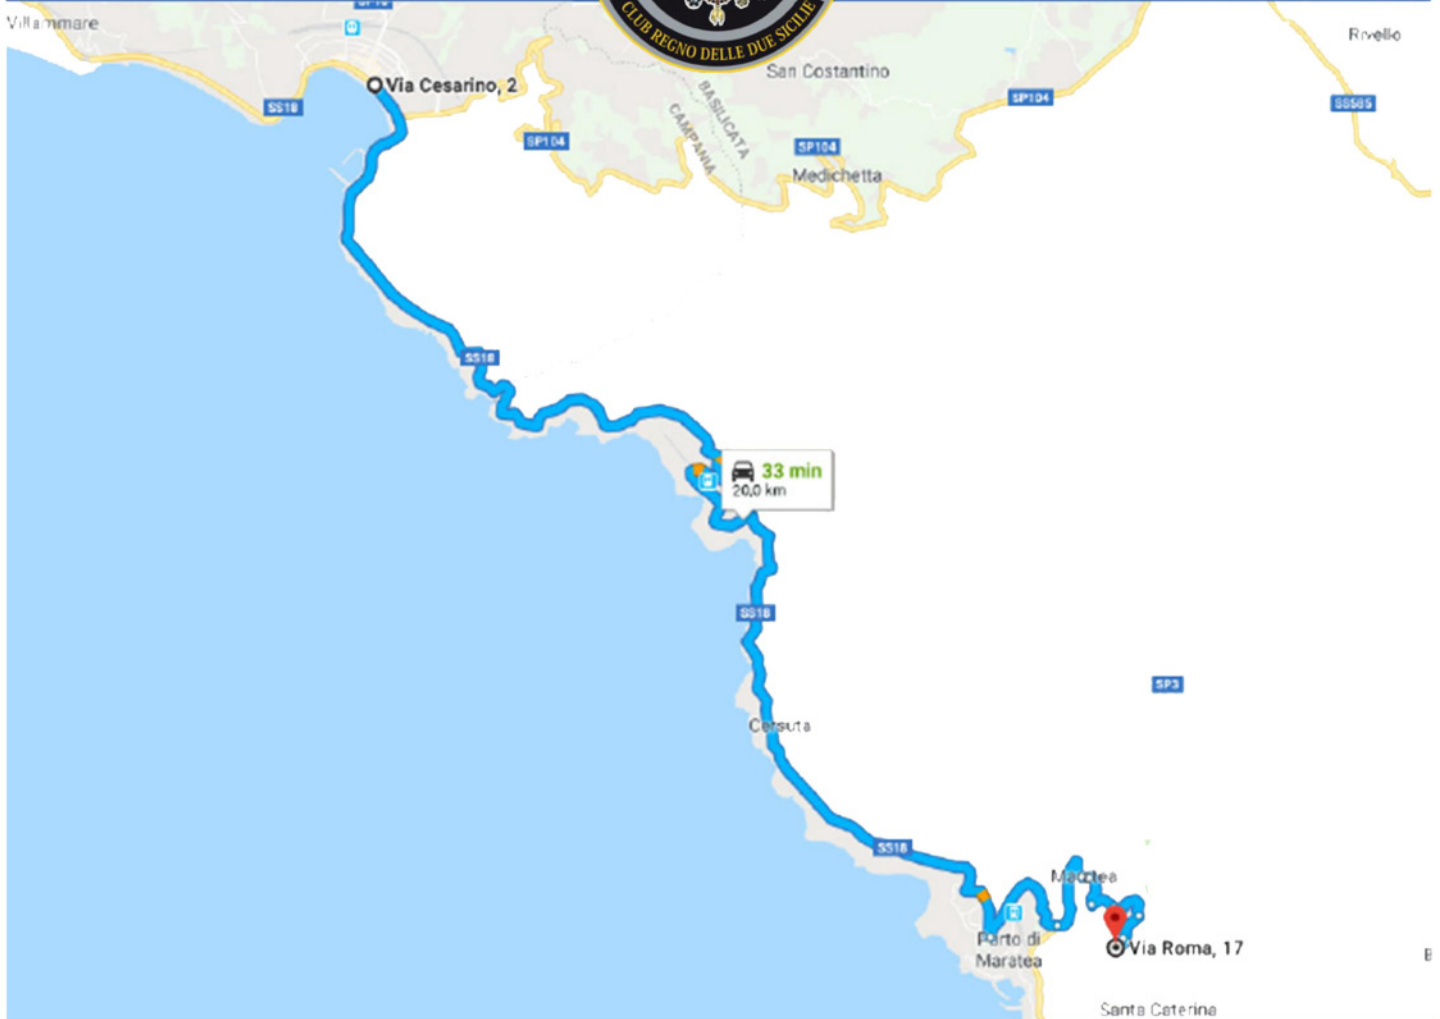 SP16
Villammare
CLUB REGNO DELLE DUE SICILIE
Rivello
San Costantino
Via Cesarino, 2
SS18
SP104
SS585
BASILICATA
CAMPANIA
SP104
SP104
Medichetta
SS18
33 min
20,0 km
SS18
SP3
Cersuta
SS18
Maratea
Porto di
Maratea
Via Roma, 17
Santa Caterina